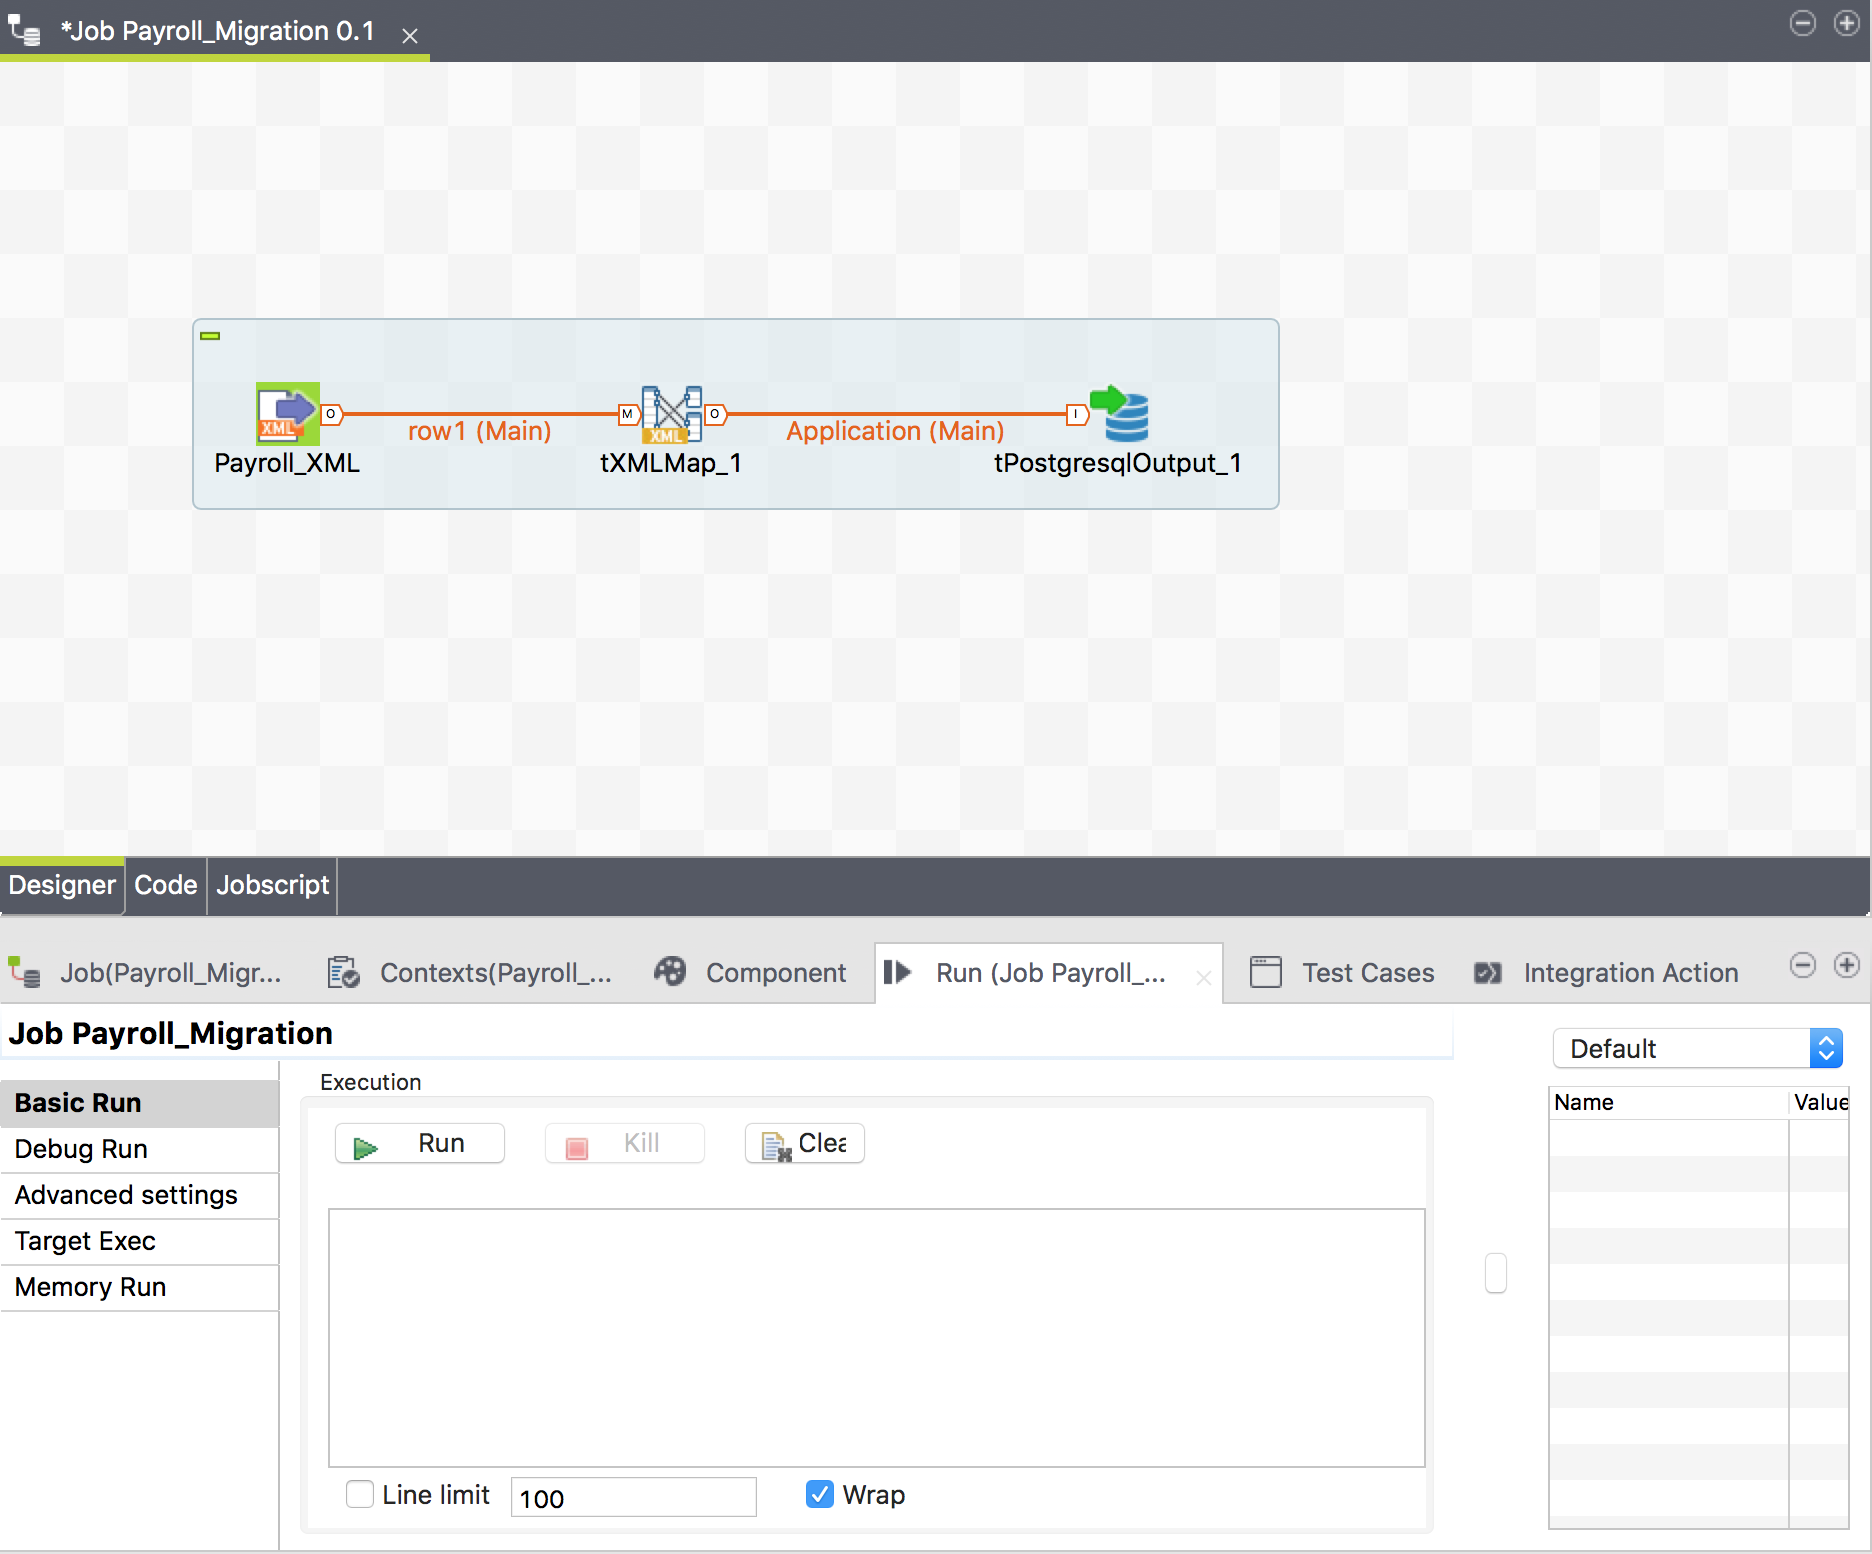 *Job Payroll_Migration 0.1
O
M
O
I
XML
XML
row1 (Main)
Application (Main)
Payroll_XML
tXMLMap_1
tPostgresqlOutput_1
Designer
Code
Jobscript
Job(Payroll_Migr...
Contexts(Payroll_...
Component
Run (Job Payroll_...
Test Cases
Integration Action
Job Payroll_Migration
Default
Basic Run
Debug Run
Advanced settings
Target Exec
Memory Run
Execution
Run
Kill
Clea
Name
Value
Line limit
100
Wrap